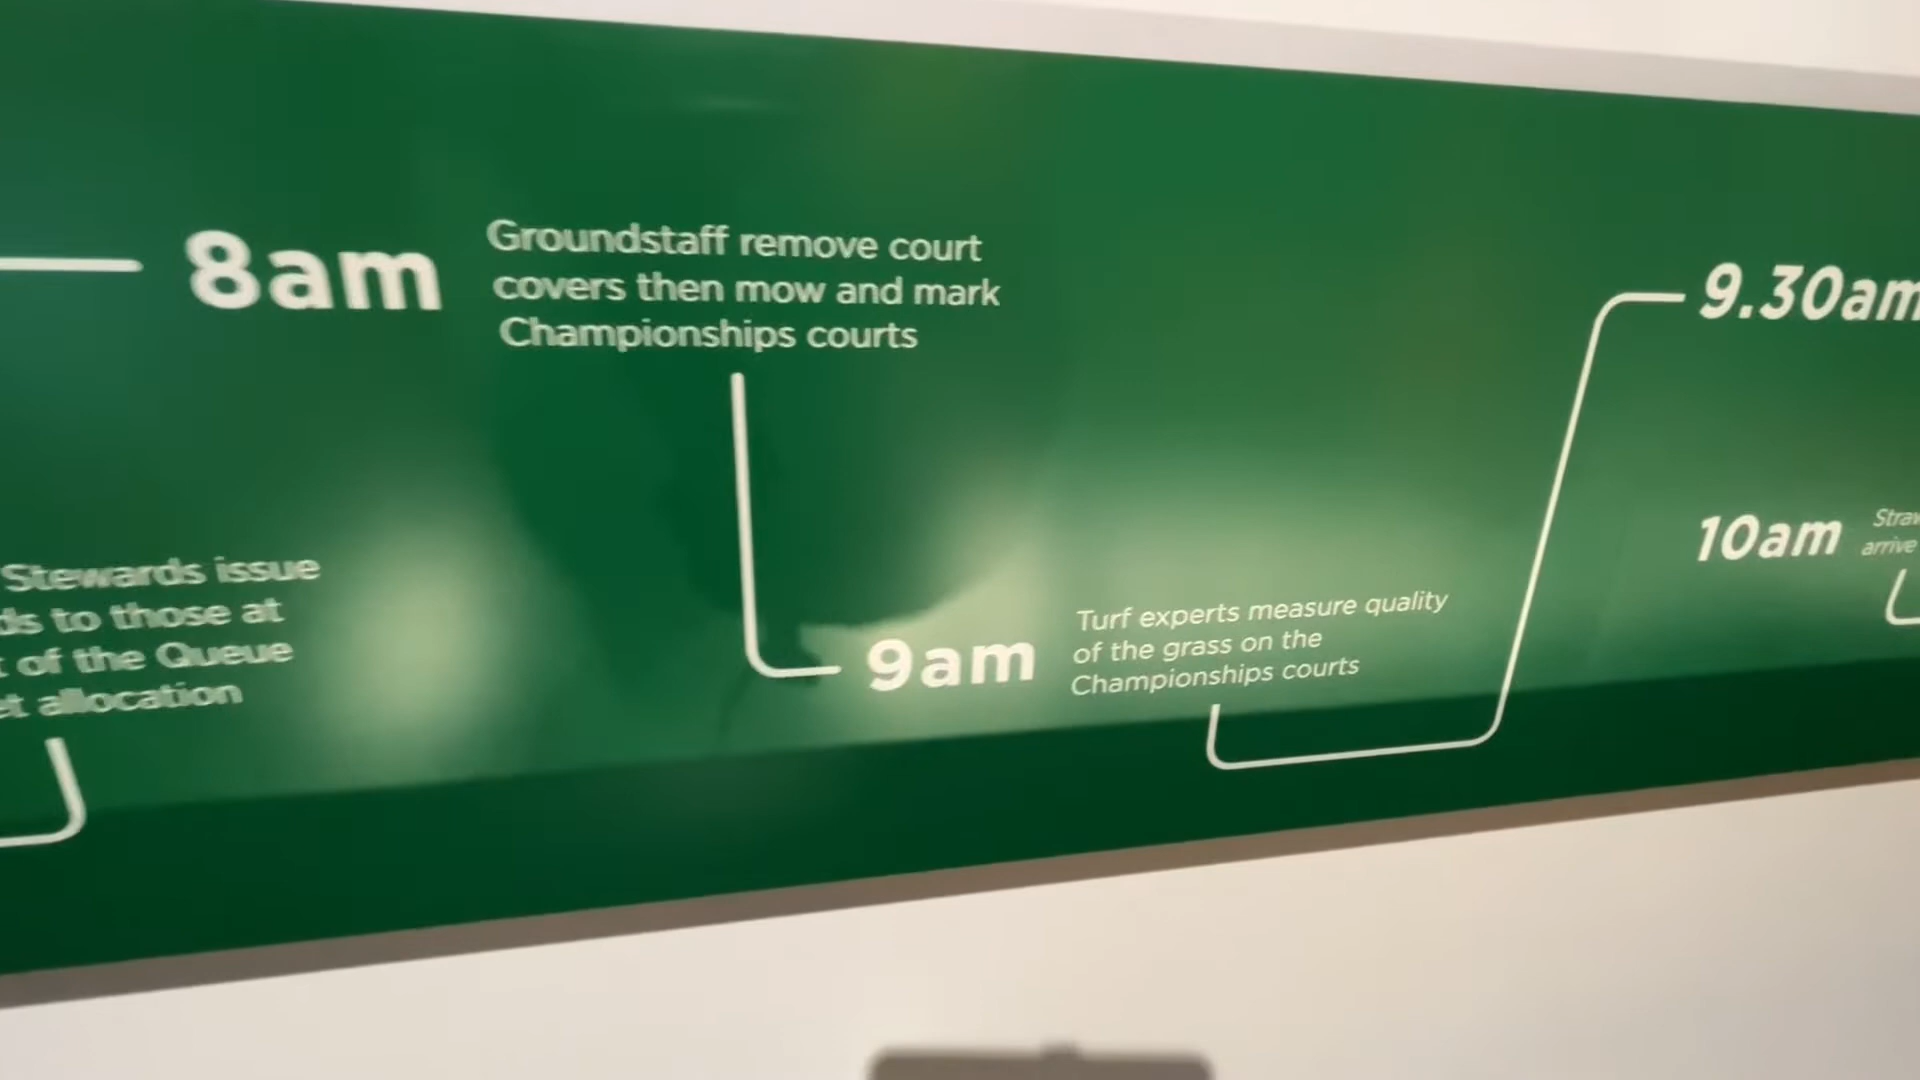 8am
Groundstaff remove court
covers then mow and mark
Championships courts
Stewards issue
to those at
of the Queue
allocation
9am
Turf experts measure quality
of the grass on the
Championships courts
9.30am
10am
arrive